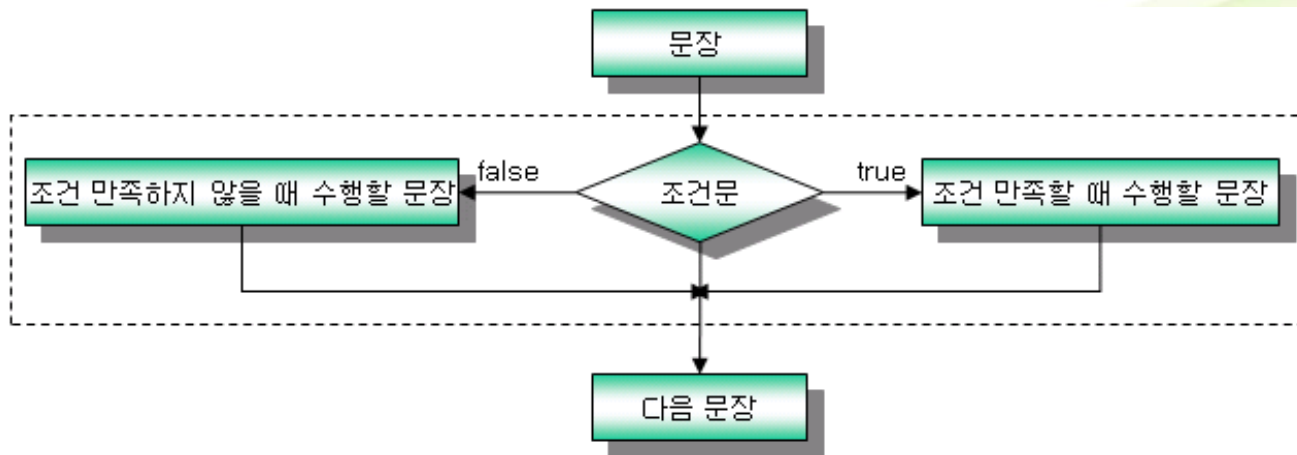 문장
false
true
조건 만족하지 않을 때 수행할 문장
조건문
조건 만족할 때 수행할 문장
다음 문장